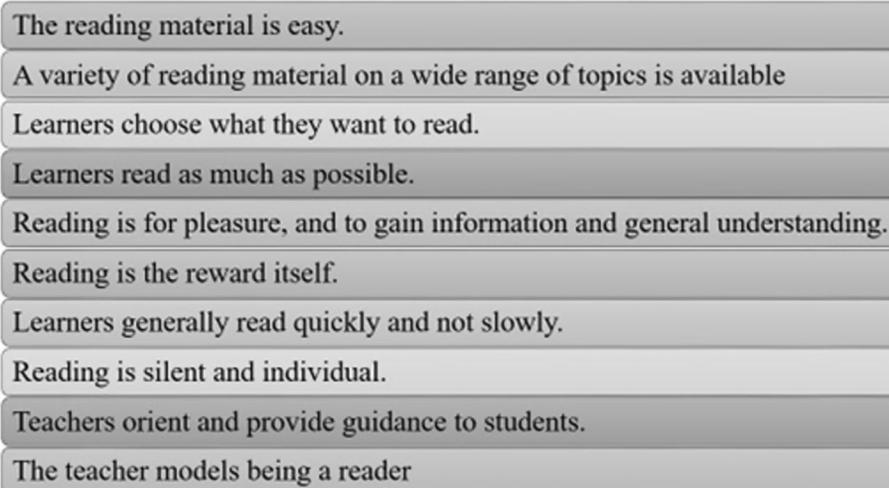 The reading material is easy.
A variety of reading material on a wide range of topics is available
Learners choose what they want to read.
Learners read as much as possible.
Reading is for pleasure, and to gain information and general understanding.
Reading is the reward itself.
Learners generally read quickly and not slowly.
Reading is silent and individual.
Teachers orient and provide guidance to students.
The teacher models being a reader